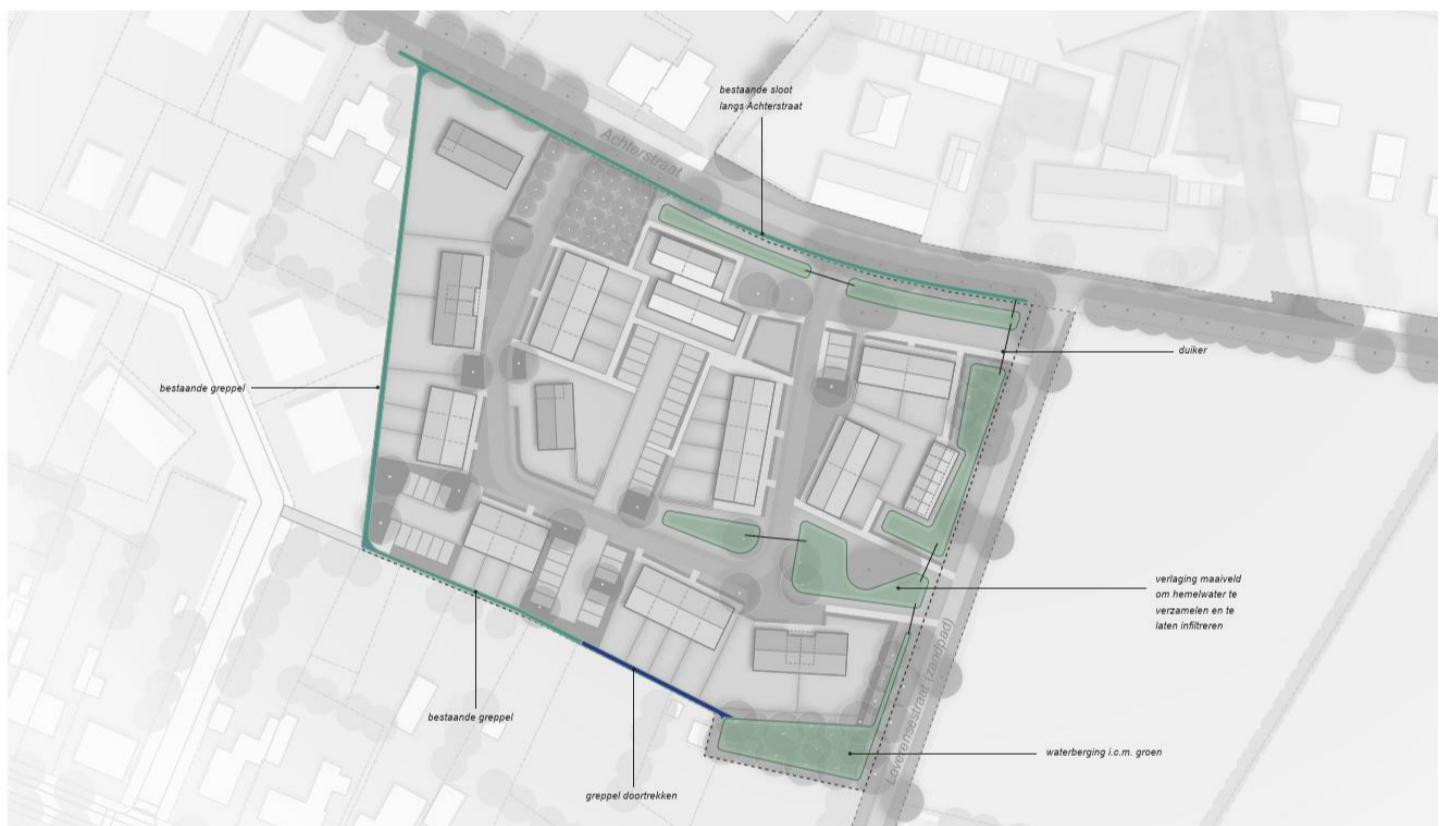 bestaande sloot
langs Achterstraat
Achterstraat
duiker
bestaande greppel
verlaging maaiveld
om hemelwater te
verzamelen en te
laten infiltreren
Loverensestraat (zandpad)
bestaande greppel
waterberging i.c.m. groen
greppel doortrekken